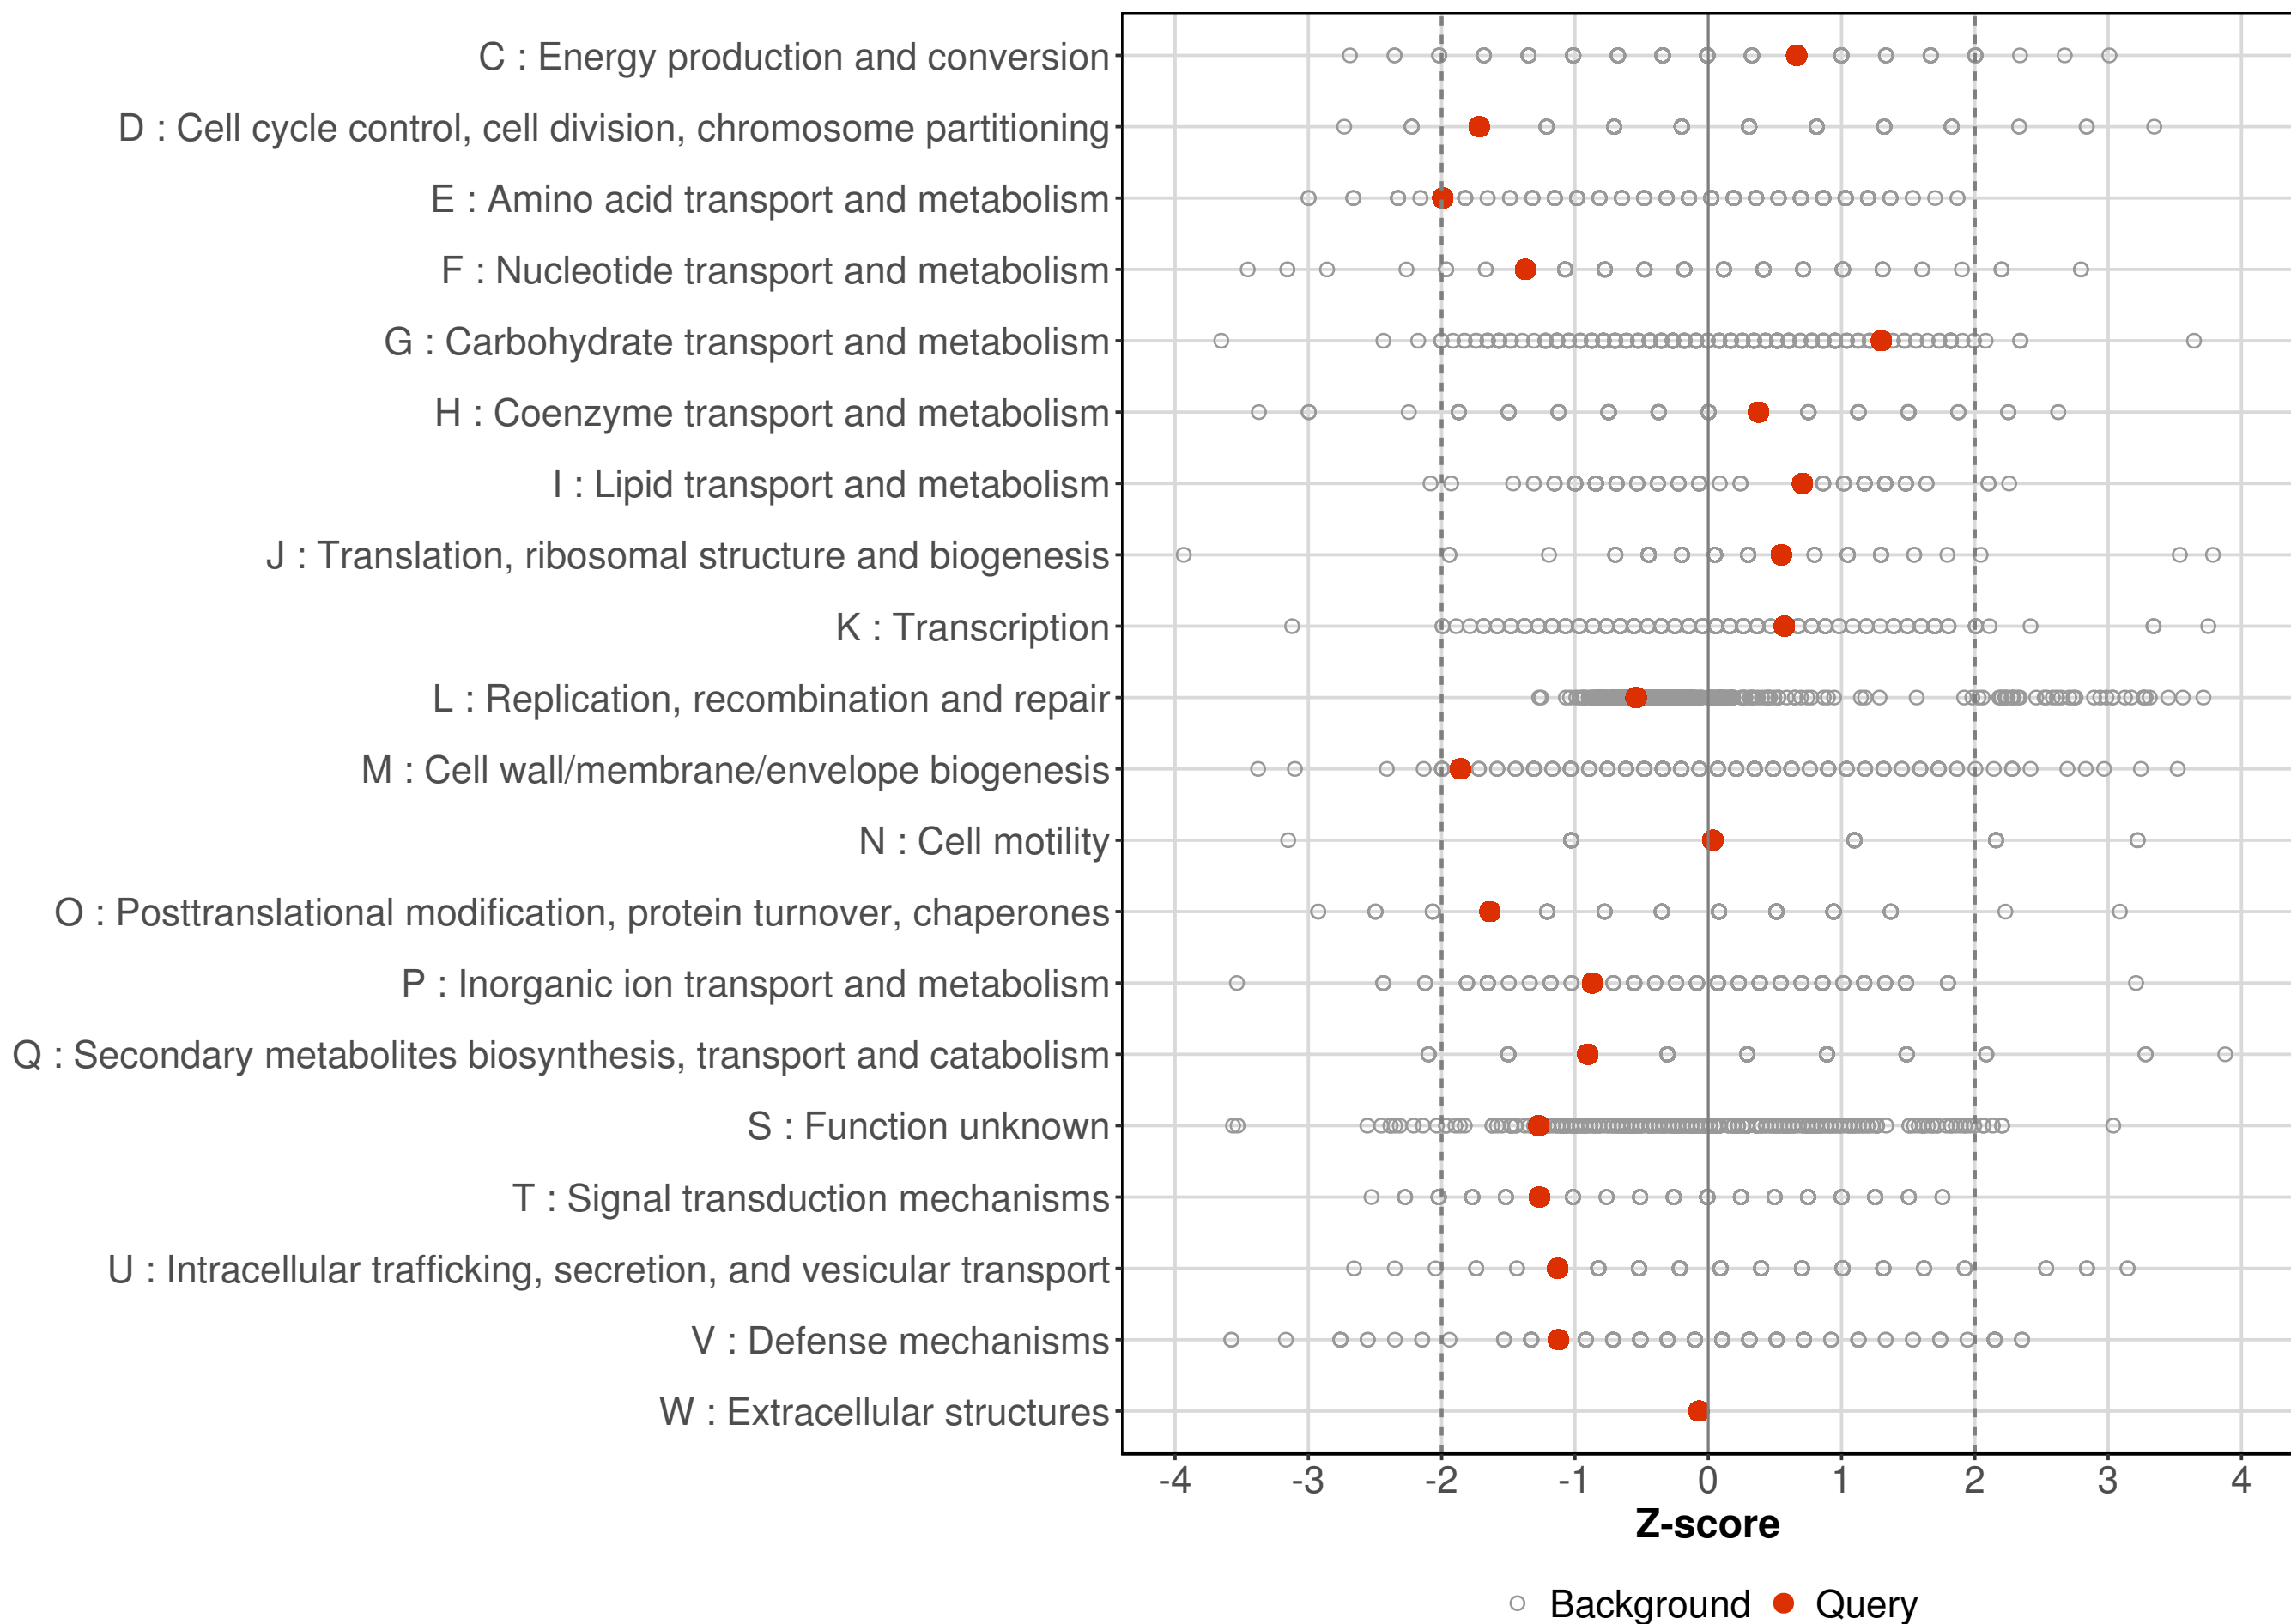 C : Energy production and conversion
D : Cell cycle control, cell division, chromosome partitioning
E : Amino acid transport and metabolism
F : Nucleotide transport and metabolism
G : Carbohydrate transport and metabolism
H : Coenzyme transport and metabolism
I : Lipid transport and metabolism
J : Translation, ribosomal structure and biogenesis
K : Transcription
L : Replication, recombination and repair
M : Cell wall/membrane/envelope biogenesis
N : Cell motility
O : Posttranslational modification, protein turnover, chaperones
P : Inorganic ion transport and metabolism
Q : Secondary metabolites biosynthesis, transport and catabolism
S : Function unknown
T : Signal transduction mechanisms
U : Intracellular trafficking, secretion, and vesicular transport
V : Defense mechanisms
W : Extracellular structures
-4 -3 -2 -1 0 1 2 3 4
Z-score
Background Query